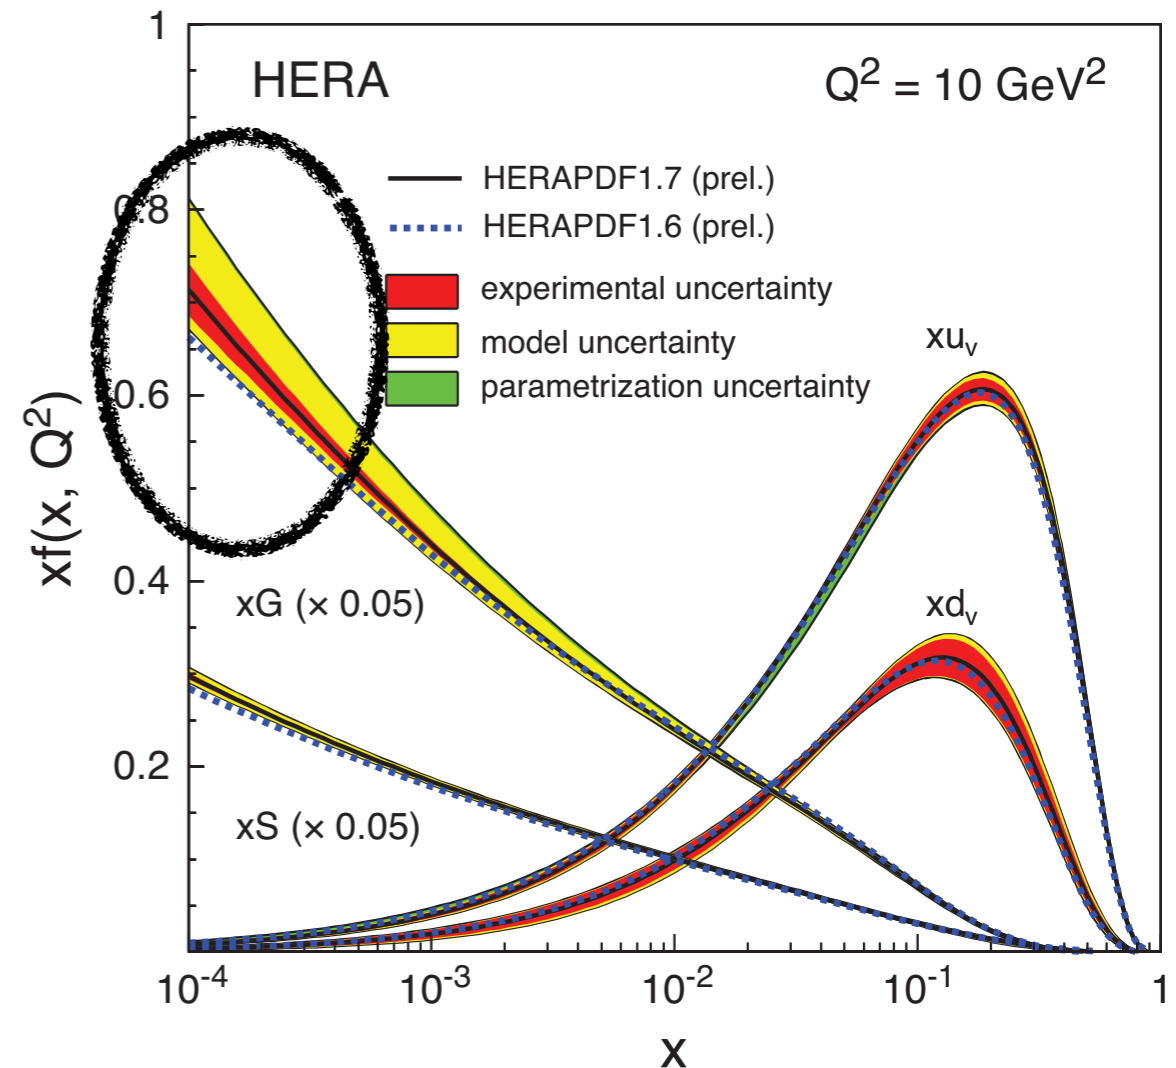 1
HERA
Q² = 10 GeV²
HERAPDF1.7 (prel.)
0.8
HERAPDF1.6 (prel.)
experimental uncertainty
model uncertainty
xuᵥ
parametrization uncertainty
0.6
xf(x, Q²)
0.4
xG (× 0.05)
xdᵥ
0.2
xS (× 0.05)
10⁻⁴ 10⁻³ 10⁻² 10⁻¹ 1
x